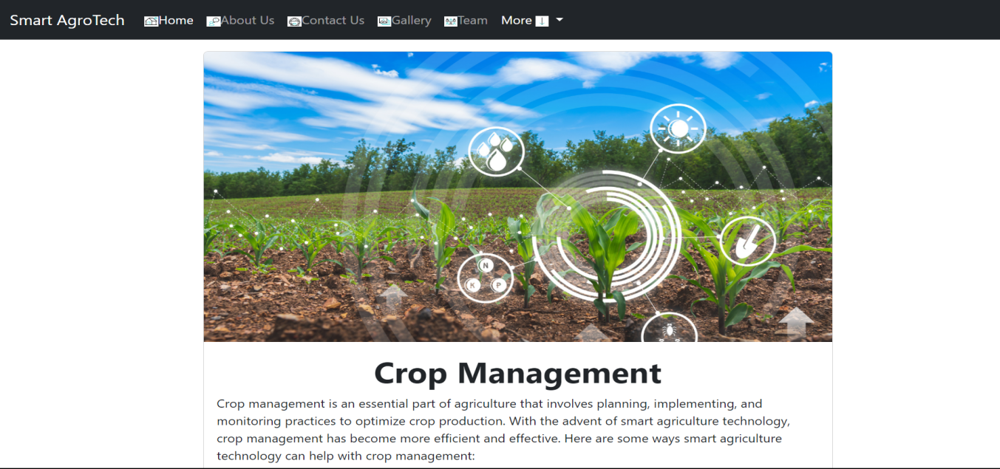 Smart AgroTech Home About Us Contact Us Gallery Team More
N
K P
Crop Management
Crop management is an essential part of agriculture that involves planning, implementing, and
monitoring practices to optimize crop production. With the advent of smart agriculture technology,
crop management has become more efficient and effective. Here are some ways smart agriculture
technology can help with crop management: